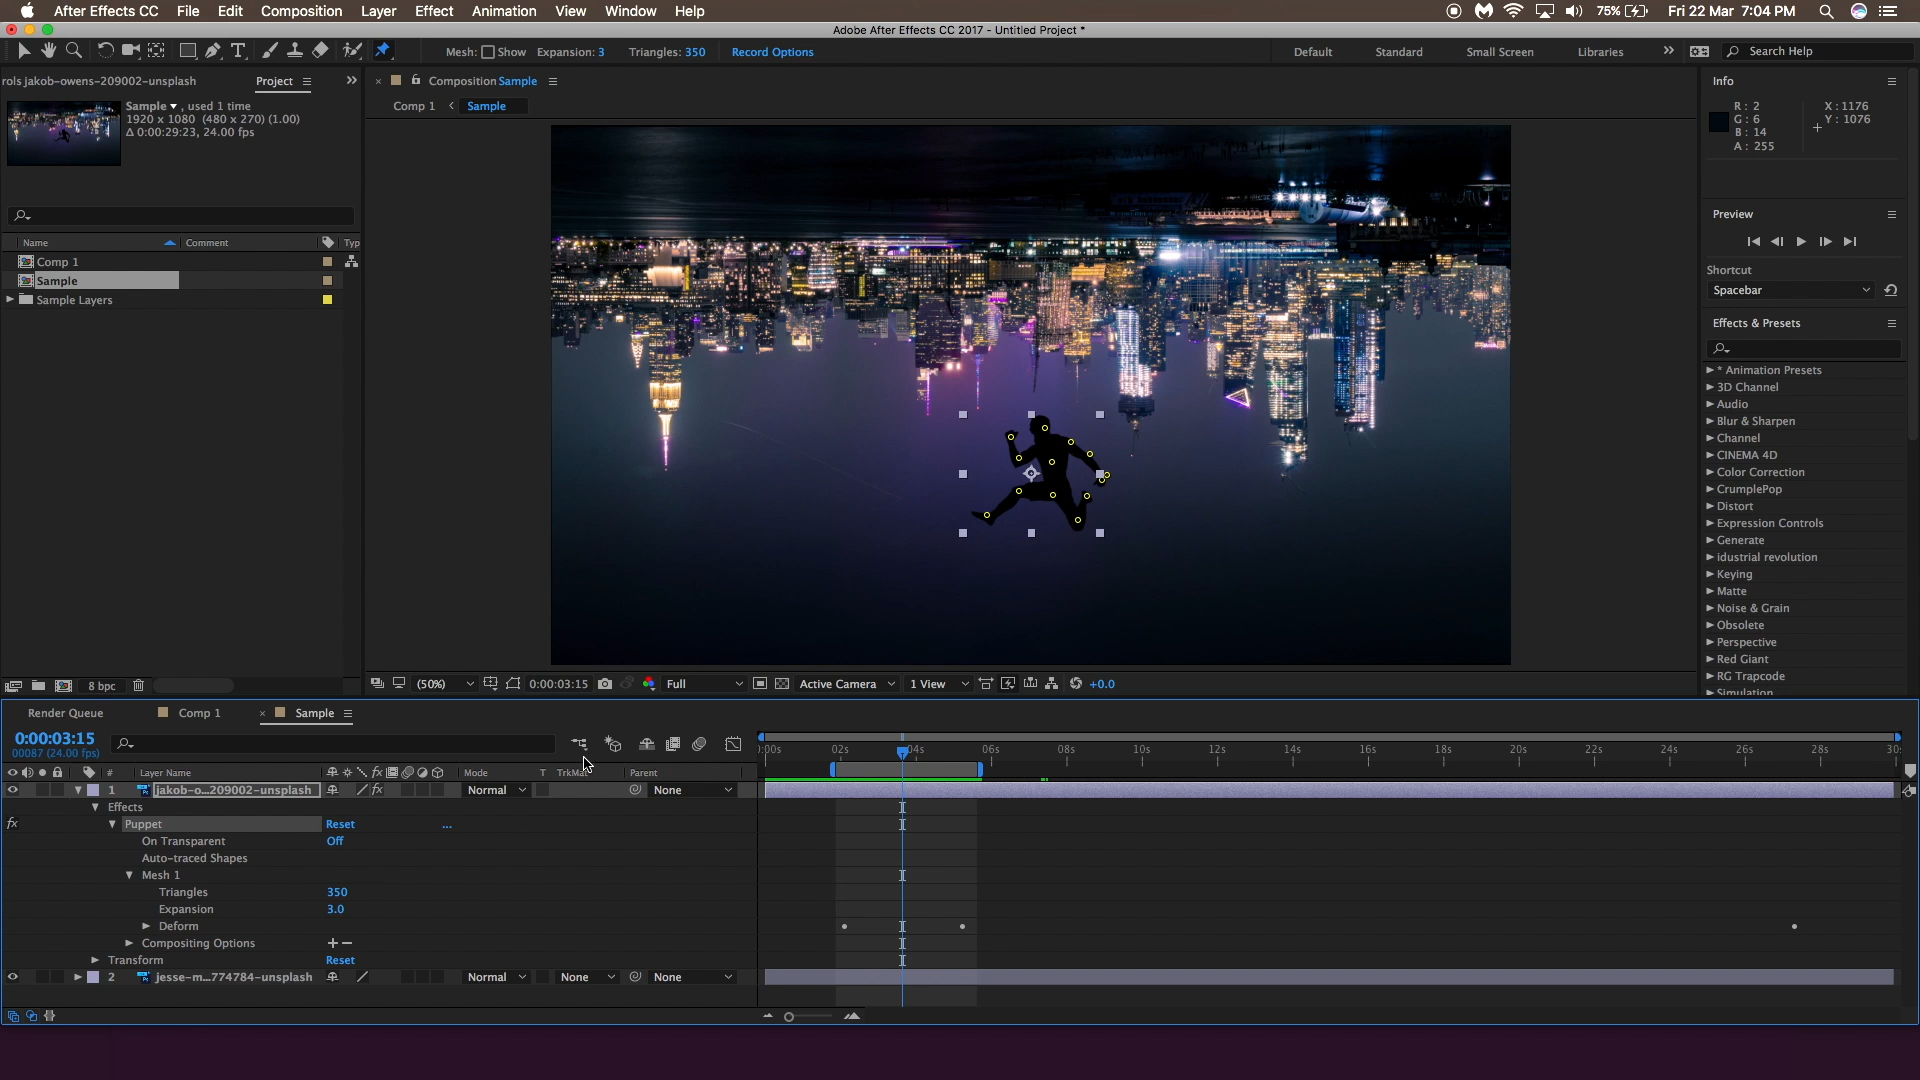 After Effects CC File Edit Composition Layer Effect Animation View Window Help 75% Fri 22 Mar 7:04 PM
Adobe After Effects CC 2017 - Untitled Project *
Mesh: Show Expansion: 3 Triangles: 350 Record Options Default Standard Small Screen Libraries Search Help
rols jakob-owens-209002-unsplash Project
Composition Sample
Info
Sample , used 1 time
1920 x 1080 (480 x 270) (1.00)
Δ 0:00:29:23, 24.00 fps
Comp 1 Sample
R: 2 X: 1176
G: 6 Y: 1076
B: 14
A: 255
Preview
Name Comment Typ
Comp 1
Sample
Sample Layers
Shortcut
Spacebar
Effects & Presets
* Animation Presets
3D Channel
Audio
Blur & Sharpen
Channel
CINEMA 4D
Color Correction
CrumplePop
Distort
Expression Controls
Generate
idustrial revolution
Keying
Matte
Noise & Grain
Obsolete
Perspective
Red Giant
RG Trapcode
Simulation
8 bpc (50%) 0:00:03:15 Full Active Camera 1 View +0.0
Render Queue Comp 1 Sample
0:00:03:15
00087 (24.00 fps)
):00s 02s 04s 06s 08s 10s 12s 14s 16s 18s 20s 22s 24s 26s 28s 30s
# Layer Name Mode T TrkMat Parent
1 jakob-o...209002-unsplash Normal None
Effects
fx Puppet Reset ...
On Transparent Off
Auto-traced Shapes
Mesh 1
Triangles 350
Expansion 3.0
Deform
Compositing Options + −
Transform Reset
2 jesse-m...774784-unsplash Normal None None